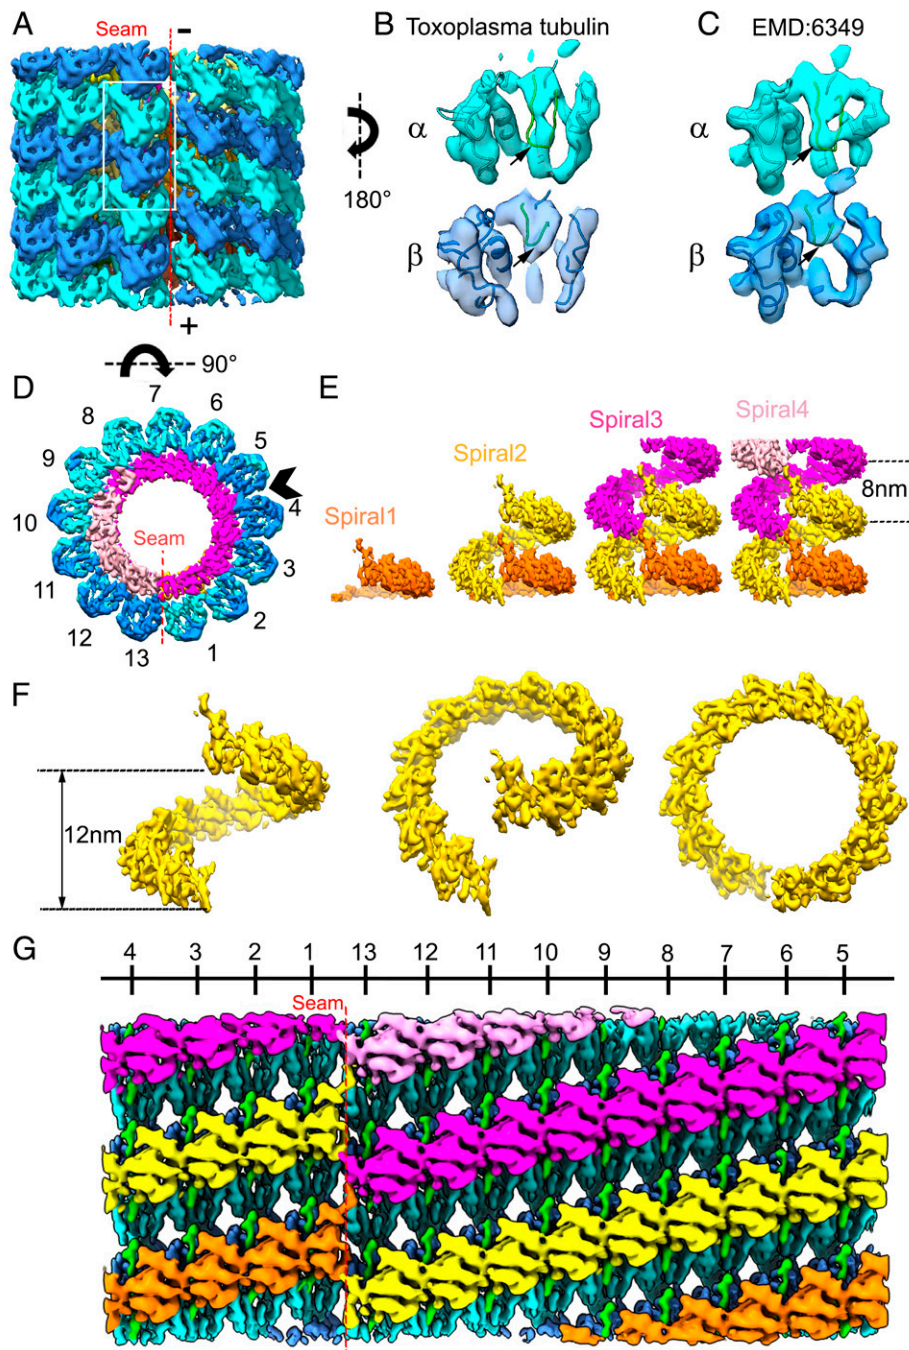 A
Seam
-
+
180°
B
Toxoplasma tubulin
α
β
C
EMD:6349
α
β
90°
D
7
6
8
5
9
4
10
Seam
3
11
2
12
13
1
E
Spiral1
Spiral2
Spiral3
Spiral4
8nm
F
12nm
G
4 3 2 1 13 12 11 10 9 8 7 6 5
Seam